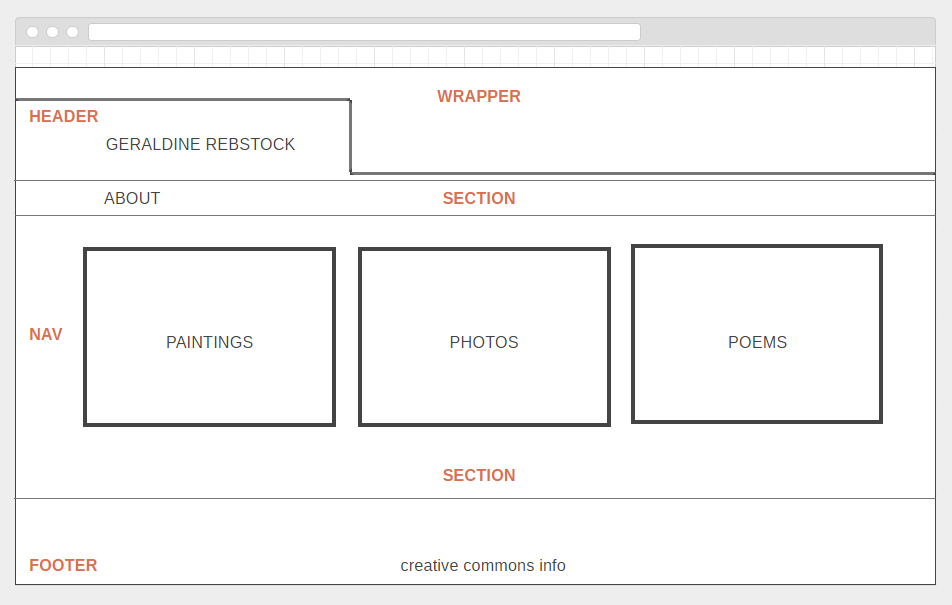 WRAPPER
HEADER
GERALDINE REBSTOCK
ABOUT
SECTION
NAV
PAINTINGS
PHOTOS
POEMS
SECTION
FOOTER
creative commons info